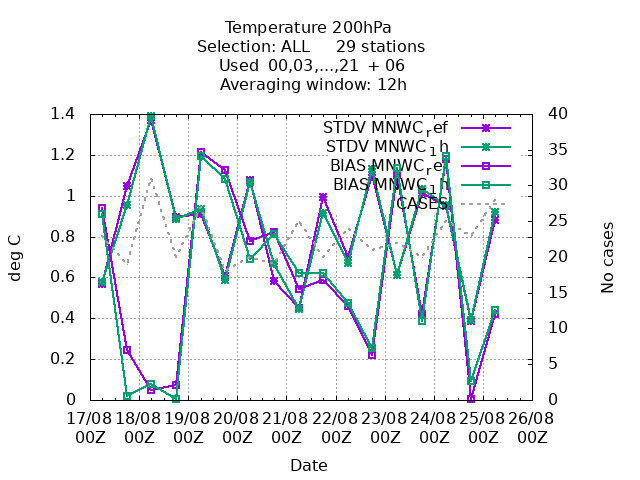 Temperature 200hPa
Selection: ALL 29 stations
Used 00,03,...,21 + 06
Averaging window: 12h
STDV MNWC_ref
STDV MNWC_1h
BIAS MNWC_ref
BIAS MNWC_1h
CASES
deg C
No cases
1.4
1.2
1
0.8
0.6
0.4
0.2
0
40
35
30
25
20
15
10
5
0
17/08 18/08 19/08 20/08 21/08 22/08 23/08 24/08 25/08 26/08
00Z 00Z 00Z 00Z 00Z 00Z 00Z 00Z 00Z 00Z
Date